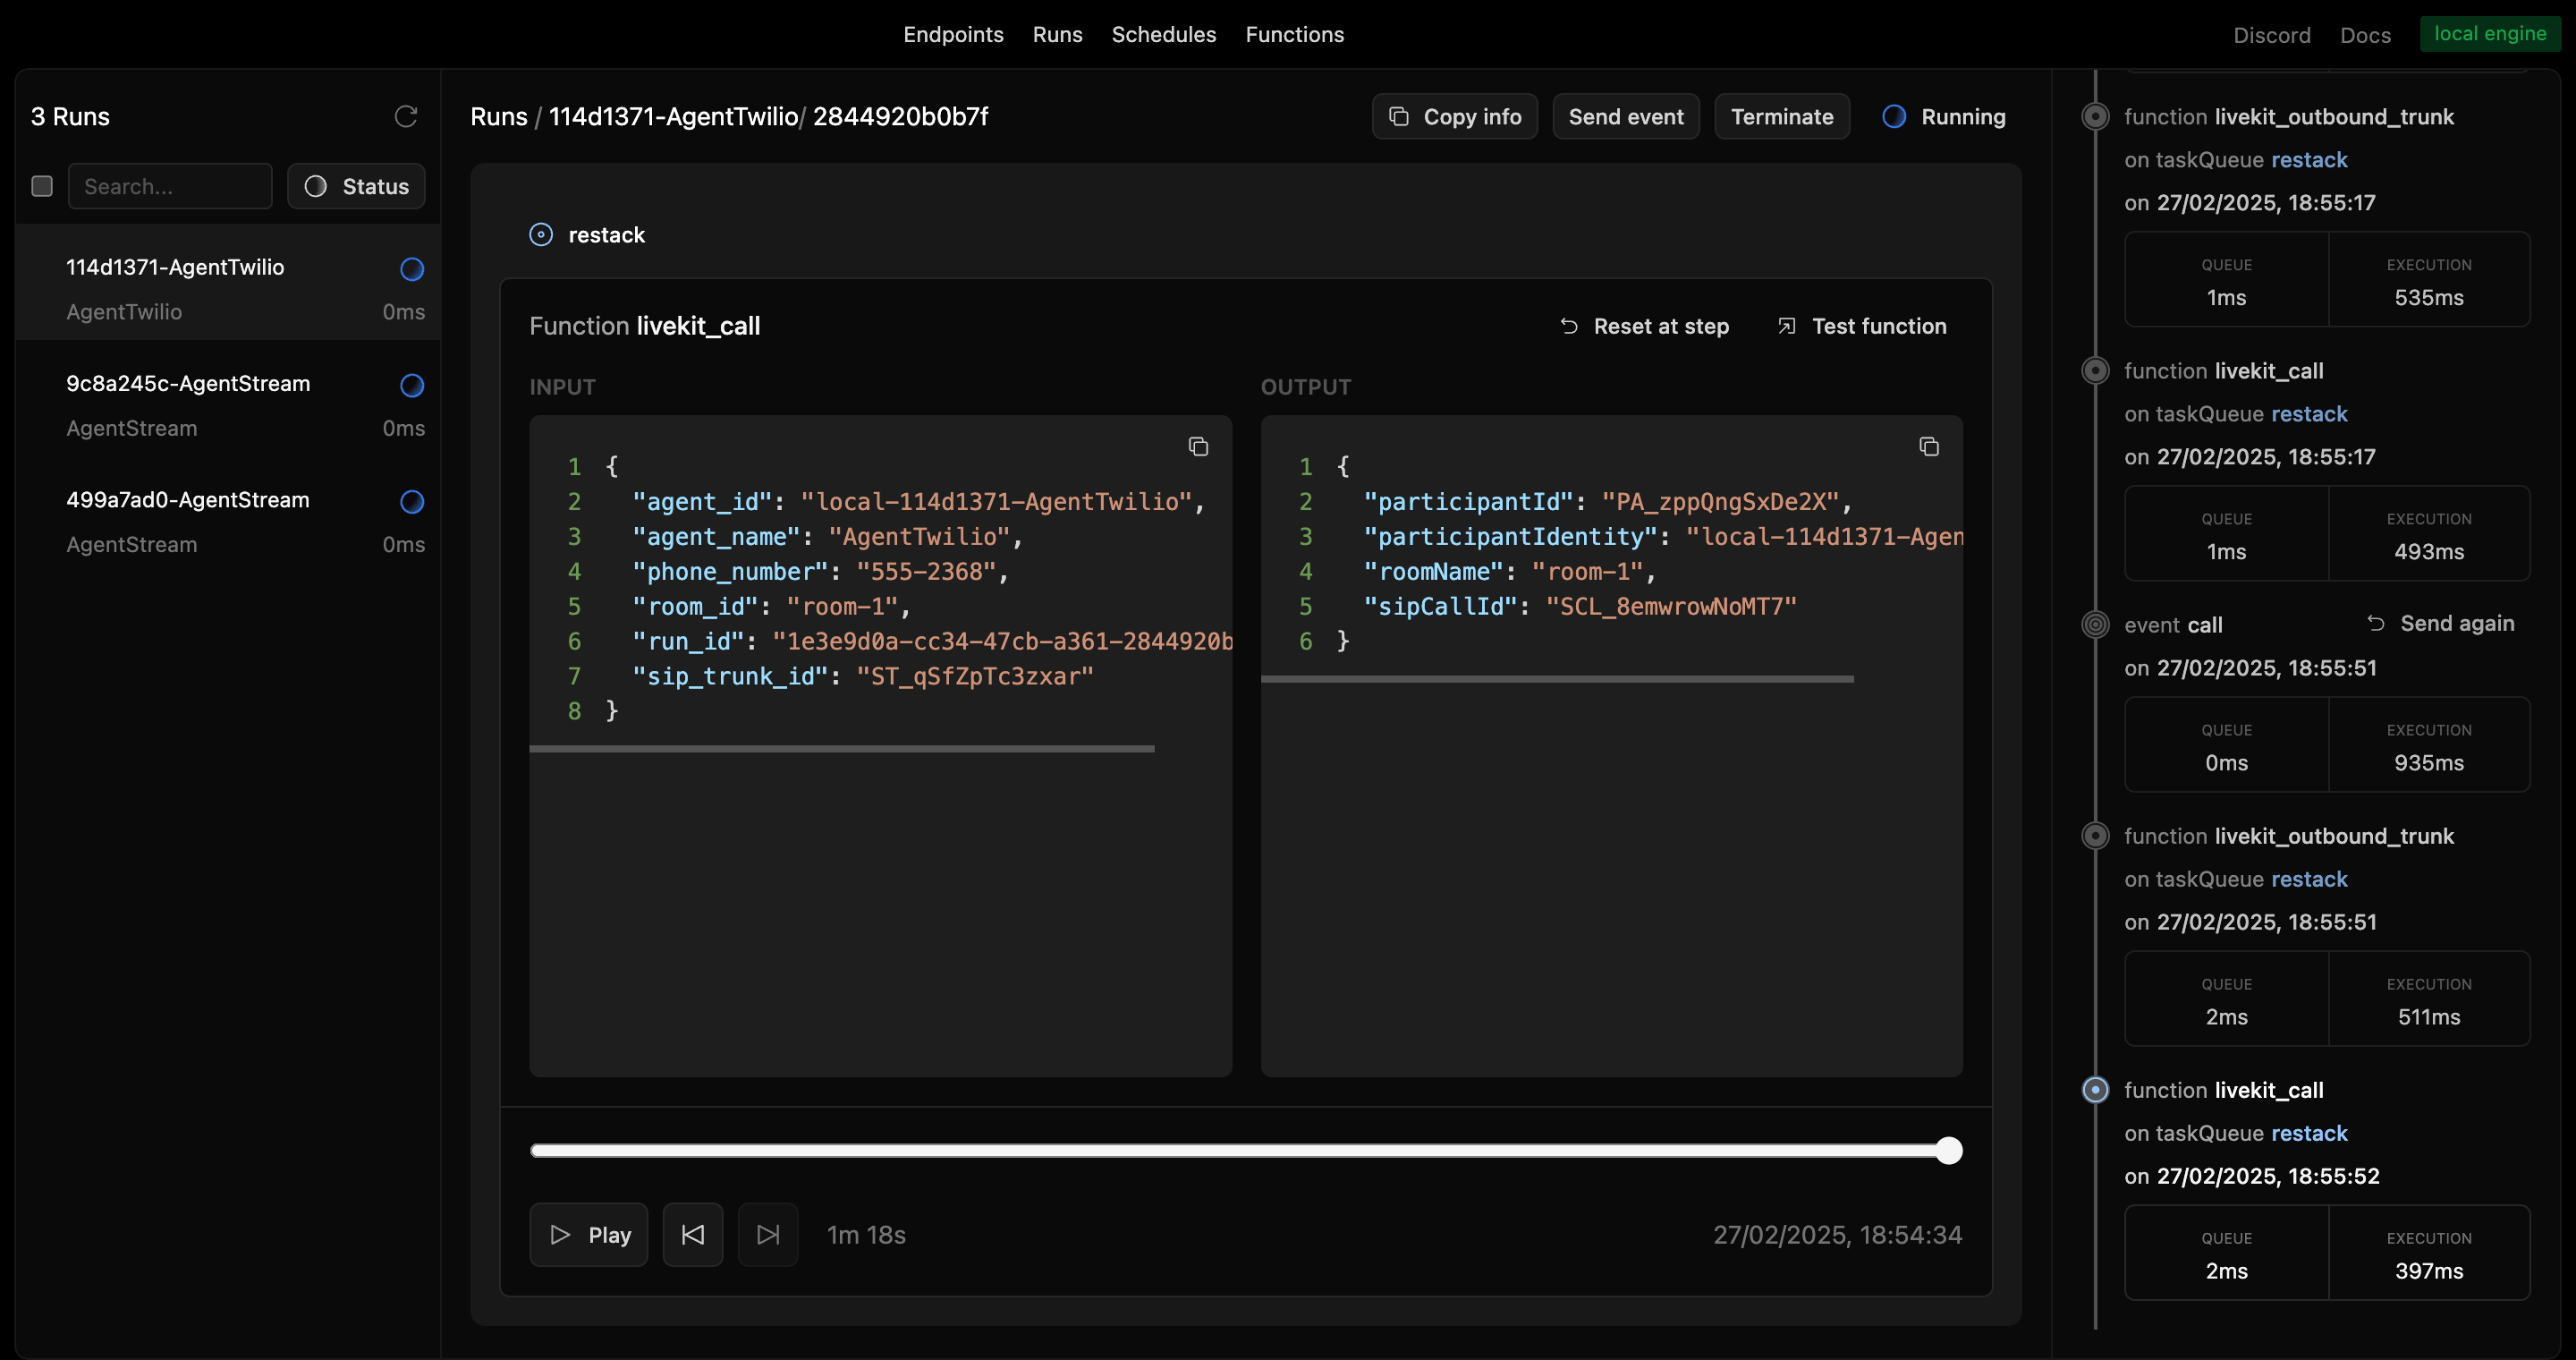 Endpoints Runs Schedules Functions
Discord Docs local engine
3 Runs
Search...
Status
114d1371-AgentTwilio
AgentTwilio 0ms
9c8a245c-AgentStream
AgentStream 0ms
499a7ad0-AgentStream
AgentStream 0ms
Runs / 114d1371-AgentTwilio/ 2844920b0b7f
Copy info
Send event
Terminate
Running
restack
Function livekit_call
Reset at step
Test function
INPUT
1 {
2 "agent_id": "local-114d1371-AgentTwilio",
3 "agent_name": "AgentTwilio",
4 "phone_number": "555-2368",
5 "room_id": "room-1",
6 "run_id": "1e3e9d0a-cc34-47cb-a361-2844920b
7 "sip_trunk_id": "ST_qSfZpTc3zxar"
8 }
OUTPUT
1 {
2 "participantId": "PA_zppQngSxDe2X",
3 "participantIdentity": "local-114d1371-Agen
4 "roomName": "room-1",
5 "sipCallId": "SCL_8emwrowNoMT7"
6 }
Play
1m 18s
27/02/2025, 18:54:34
function livekit_outbound_trunk
on taskQueue restack
on 27/02/2025, 18:55:17
QUEUE EXECUTION
1ms 535ms
function livekit_call
on taskQueue restack
on 27/02/2025, 18:55:17
QUEUE EXECUTION
1ms 493ms
event call Send again
on 27/02/2025, 18:55:51
QUEUE EXECUTION
0ms 935ms
function livekit_outbound_trunk
on taskQueue restack
on 27/02/2025, 18:55:51
QUEUE EXECUTION
2ms 511ms
function livekit_call
on taskQueue restack
on 27/02/2025, 18:55:52
QUEUE EXECUTION
2ms 397ms